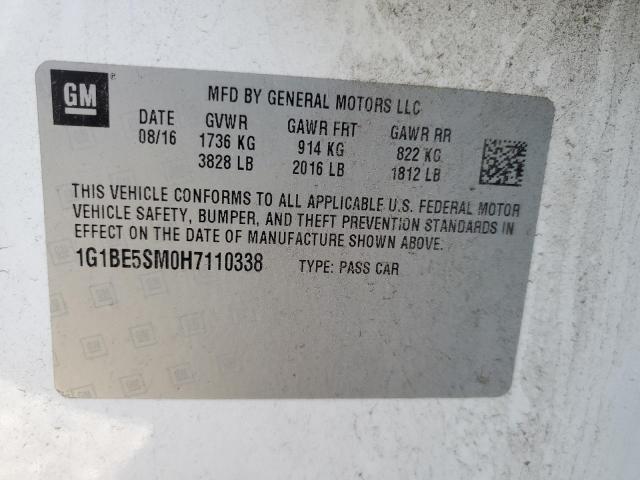 GM
MFD BY GENERAL MOTORS LLC
DATE GVWR GAWR FRT GAWR RR
08/16 1736 KG 914 KG 822 KG
3828 LB 2016 LB 1812 LB
THIS VEHICLE CONFORMS TO ALL APPLICABLE U.S. FEDERAL MOTOR
VEHICLE SAFETY, BUMPER, AND THEFT PREVENTION STANDARDS IN
EFFECT ON THE DATE OF MANUFACTURE SHOWN ABOVE.
1G1BE5SM0H7110338 TYPE: PASS CAR